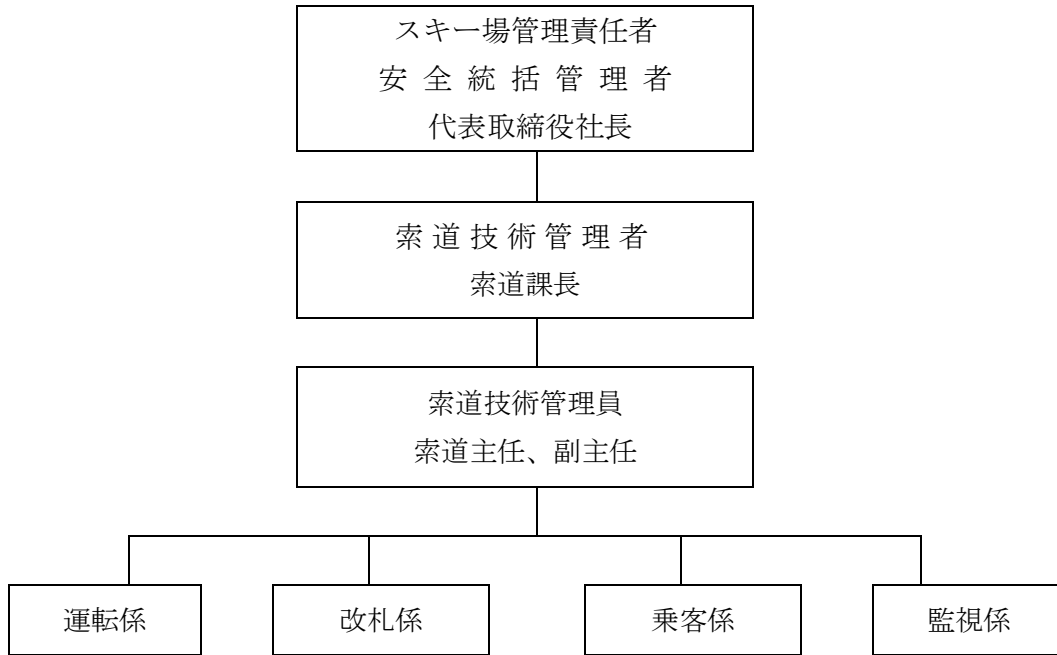 スキー場管理責任者
安全統括管理者
代表取締役社長
索道技術管理者
索道課長
索道技術管理員
索道主任、副主任
運転係
改札係
乗客係
監視係